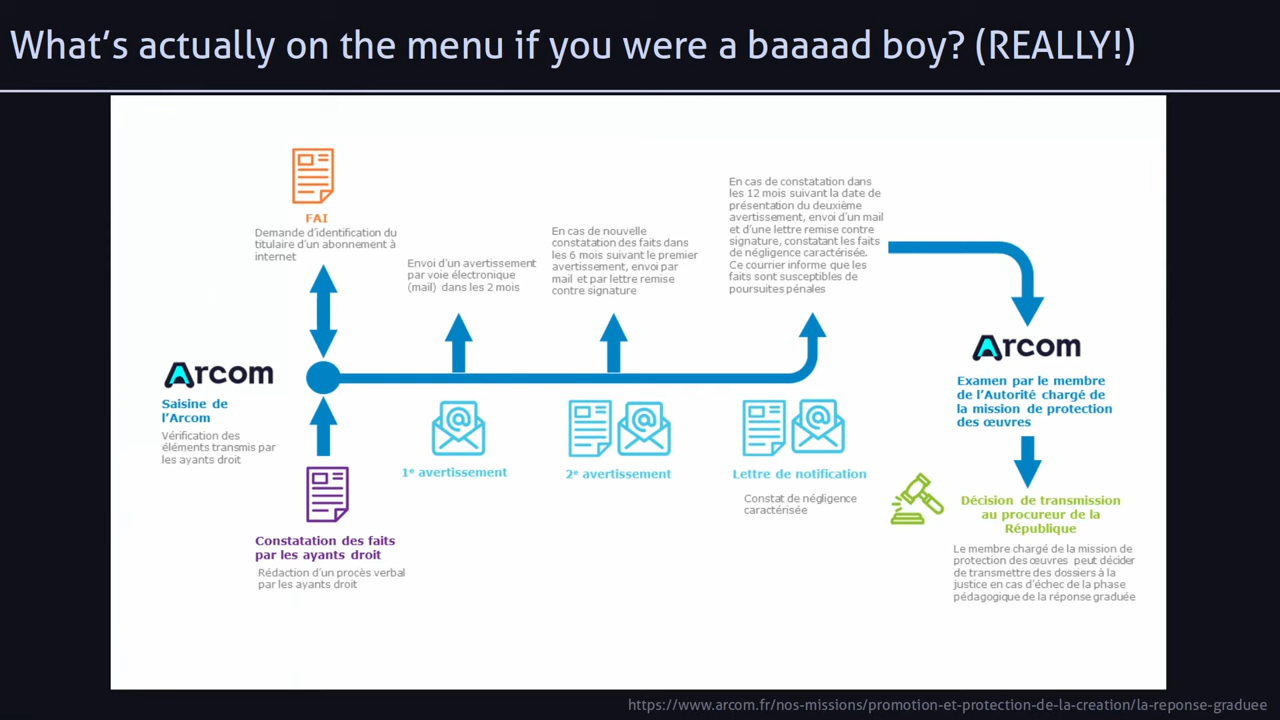 What's actually on the menu if you were a baaaad boy? (REALLY!)
FAI
Demande d'identification du
titulaire d'un abonnement à
internet
Envoi d'un avertissement
par voie électronique
(mail) dans les 2 mois
En cas de nouvelle
constatation des faits dans
les 6 mois suivant le premier
avertissement, envoi par
mail et par lettre remise
contre signature
En cas de constatation dans
les 12 mois suivant la date de
présentation du deuxième
avertissement, envoi d'un mail
et d'une lettre remise contre
signature, constatant les faits
de négligence caractérisée.
Ce courrier informe que les
faits sont susceptibles de
poursuites pénales
Arcom
Saisine de
l'Arcom
Vérification des
éléments transmis par
les ayants droit
Constatation des faits
par les ayants droit
Rédaction d'un procès verbal
par les ayants droit
1e avertissement
2e avertissement
Lettre de notification
Constat de négligence
caractérisée
Arcom
Examen par le membre
de l'Autorité chargé de
la mission de protection
des œuvres
Décision de transmission
au procureur de la
République
Le membre chargé de la mission de
protection des œuvres peut décider
de transmettre des dossiers à la
justice en cas d'échec de la phase
pédagogique de la réponse graduée
https://www.arcom.fr/nos-missions/promotion-et-protection-de-la-creation/la-reponse-graduee